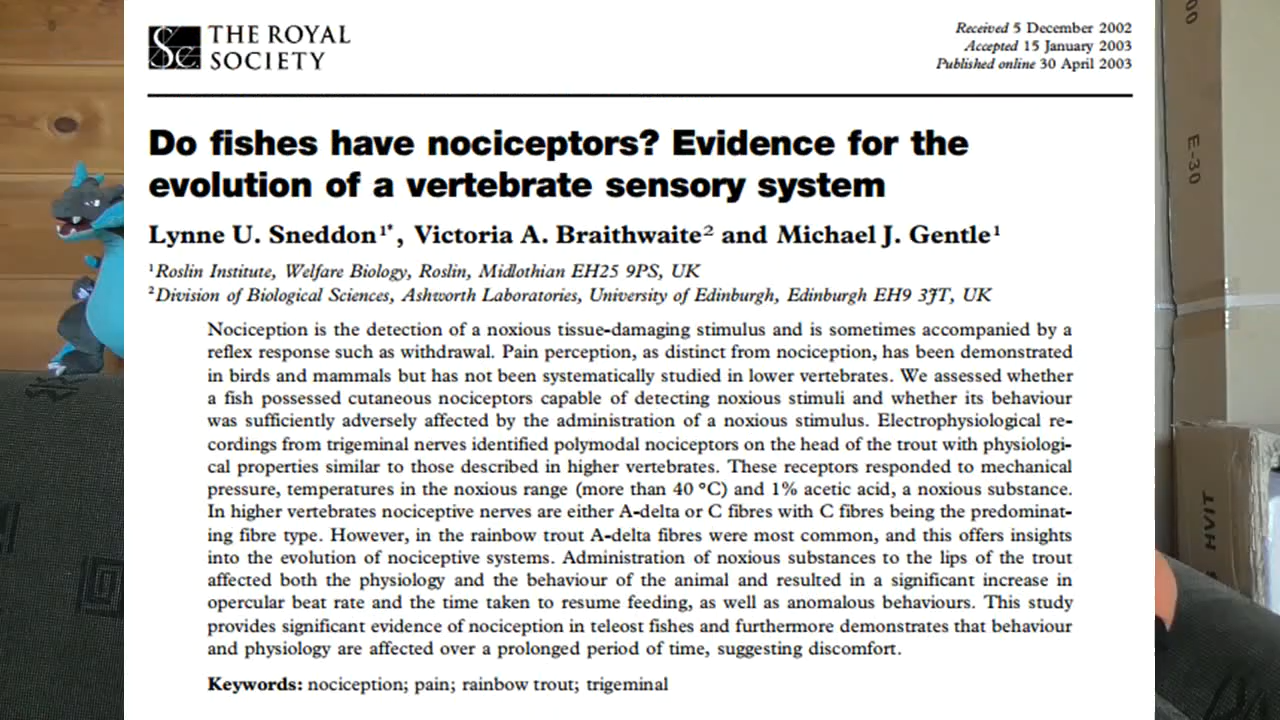 THE ROYAL
SOCIETY
Received 5 December 2002
Accepted 15 January 2003
Published online 30 April 2003
Do fishes have nociceptors? Evidence for the
evolution of a vertebrate sensory system
Lynne U. Sneddon¹*, Victoria A. Braithwaite² and Michael J. Gentle¹
¹Roslin Institute, Welfare Biology, Roslin, Midlothian EH25 9PS, UK
²Division of Biological Sciences, Ashworth Laboratories, University of Edinburgh, Edinburgh EH9 3JT, UK
Nociception is the detection of a noxious tissue-damaging stimulus and is sometimes accompanied by a
reflex response such as withdrawal. Pain perception, as distinct from nociception, has been demonstrated
in birds and mammals but has not been systematically studied in lower vertebrates. We assessed whether
a fish possessed cutaneous nociceptors capable of detecting noxious stimuli and whether its behaviour
was sufficiently adversely affected by the administration of a noxious stimulus. Electrophysiological re-
cordings from trigeminal nerves identified polymodal nociceptors on the head of the trout with physiologi-
cal properties similar to those described in higher vertebrates. These receptors responded to mechanical
pressure, temperatures in the noxious range (more than 40 °C) and 1% acetic acid, a noxious substance.
In higher vertebrates nociceptive nerves are either A-delta or C fibres with C fibres being the predominat-
ing fibre type. However, in the rainbow trout A-delta fibres were most common, and this offers insights
into the evolution of nociceptive systems. Administration of noxious substances to the lips of the trout
affected both the physiology and the behaviour of the animal and resulted in a significant increase in
opercular beat rate and the time taken to resume feeding, as well as anomalous behaviours. This study
provides significant evidence of nociception in teleost fishes and furthermore demonstrates that behaviour
and physiology are affected over a prolonged period of time, suggesting discomfort.
Keywords: nociception; pain; rainbow trout; trigeminal
E-30
HVIT